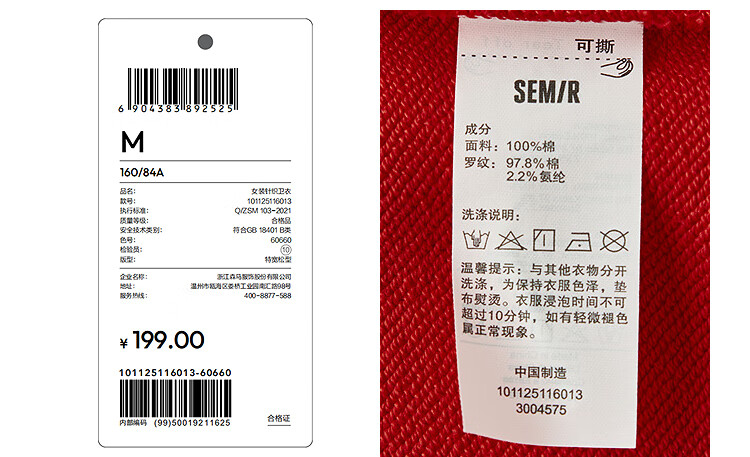 6 904383 892525
M
160/84A
品名: 女装针织卫衣
款号: 101125116013
执行标准: Q/ZSM 103-2021
质量等级: 合格品
安全技术类别: 符合GB 18401 B类
色号: 60660
检验员: 10
版型: 特宽松型
企业名称: 浙江森马服饰股份有限公司
地址: 温州市瓯海区娄桥工业园南汇路98号
服务热线: 400-8877-588
¥ 199.00
101125116013-60660
内部编码 (99)50019211625
合格证
可撕
SEM/R
成分
面料：100%棉
罗纹：97.8%棉
2.2%氨纶
洗涤说明：
温馨提示：与其他衣物分开
洗涤，为保持衣服色泽，垫
布熨烫。衣服浸泡时间不可
超过10分钟，如有轻微褪色
属正常现象。
中国制造
101125116013
3004575